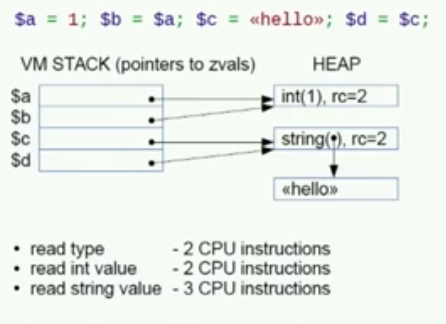 $a = 1; $b = $a; $c = «hello»; $d = $c;
VM STACK (pointers to zvals) HEAP
$a int(1), rc=2
$b
$c string(•), rc=2
$d
«hello»
• read type - 2 CPU instructions
• read int value - 2 CPU instructions
• read string value - 3 CPU instructions